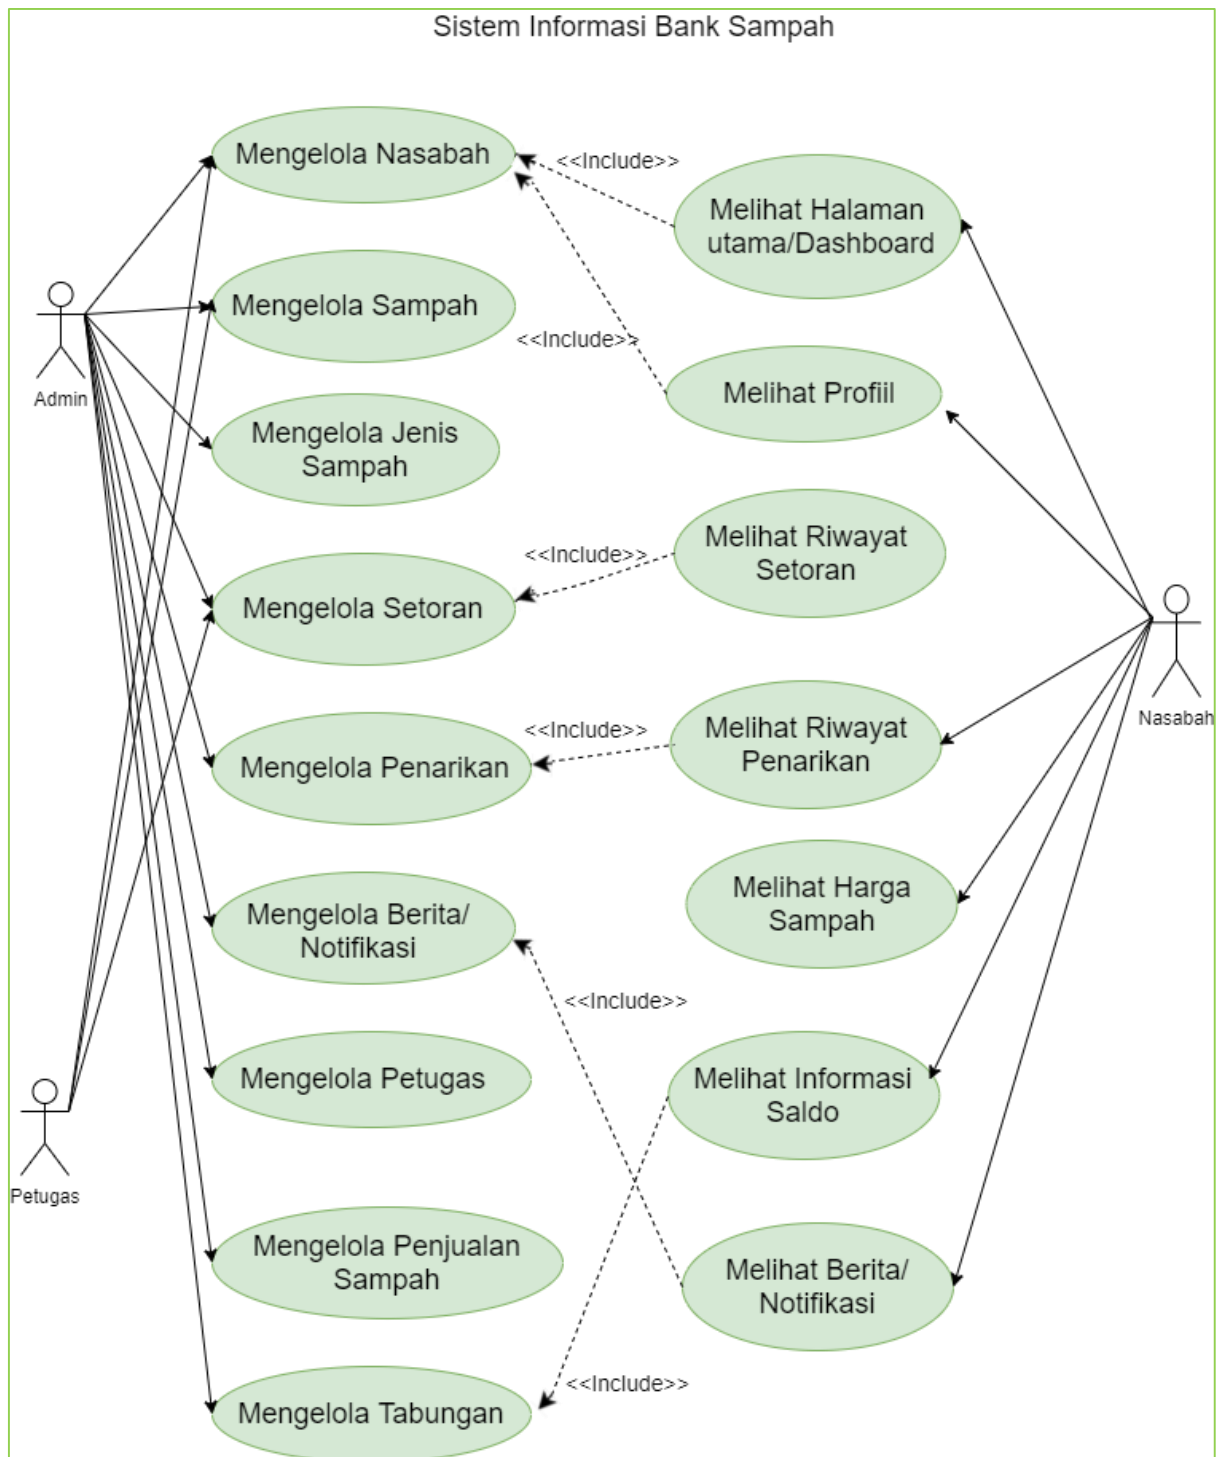 Sistem Informasi Bank Sampah
Mengelola Nasabah
<<Include>>
Melihat Halaman
utama/Dashboard
Mengelola Sampah
<<Include>>
Admin
Melihat Profiil
Mengelola Jenis
Sampah
Melihat Riwayat
Setoran
<<Include>>
Mengelola Setoran
Nasabah
Melihat Riwayat
Penarikan
<<Include>>
Mengelola Penarikan
Melihat Harga
Sampah
Mengelola Berita/
Notifikasi
<<Include>>
Mengelola Petugas
Melihat Informasi
Saldo
Petugas
Mengelola Penjualan
Sampah
Melihat Berita/
Notifikasi
<<Include>>
Mengelola Tabungan